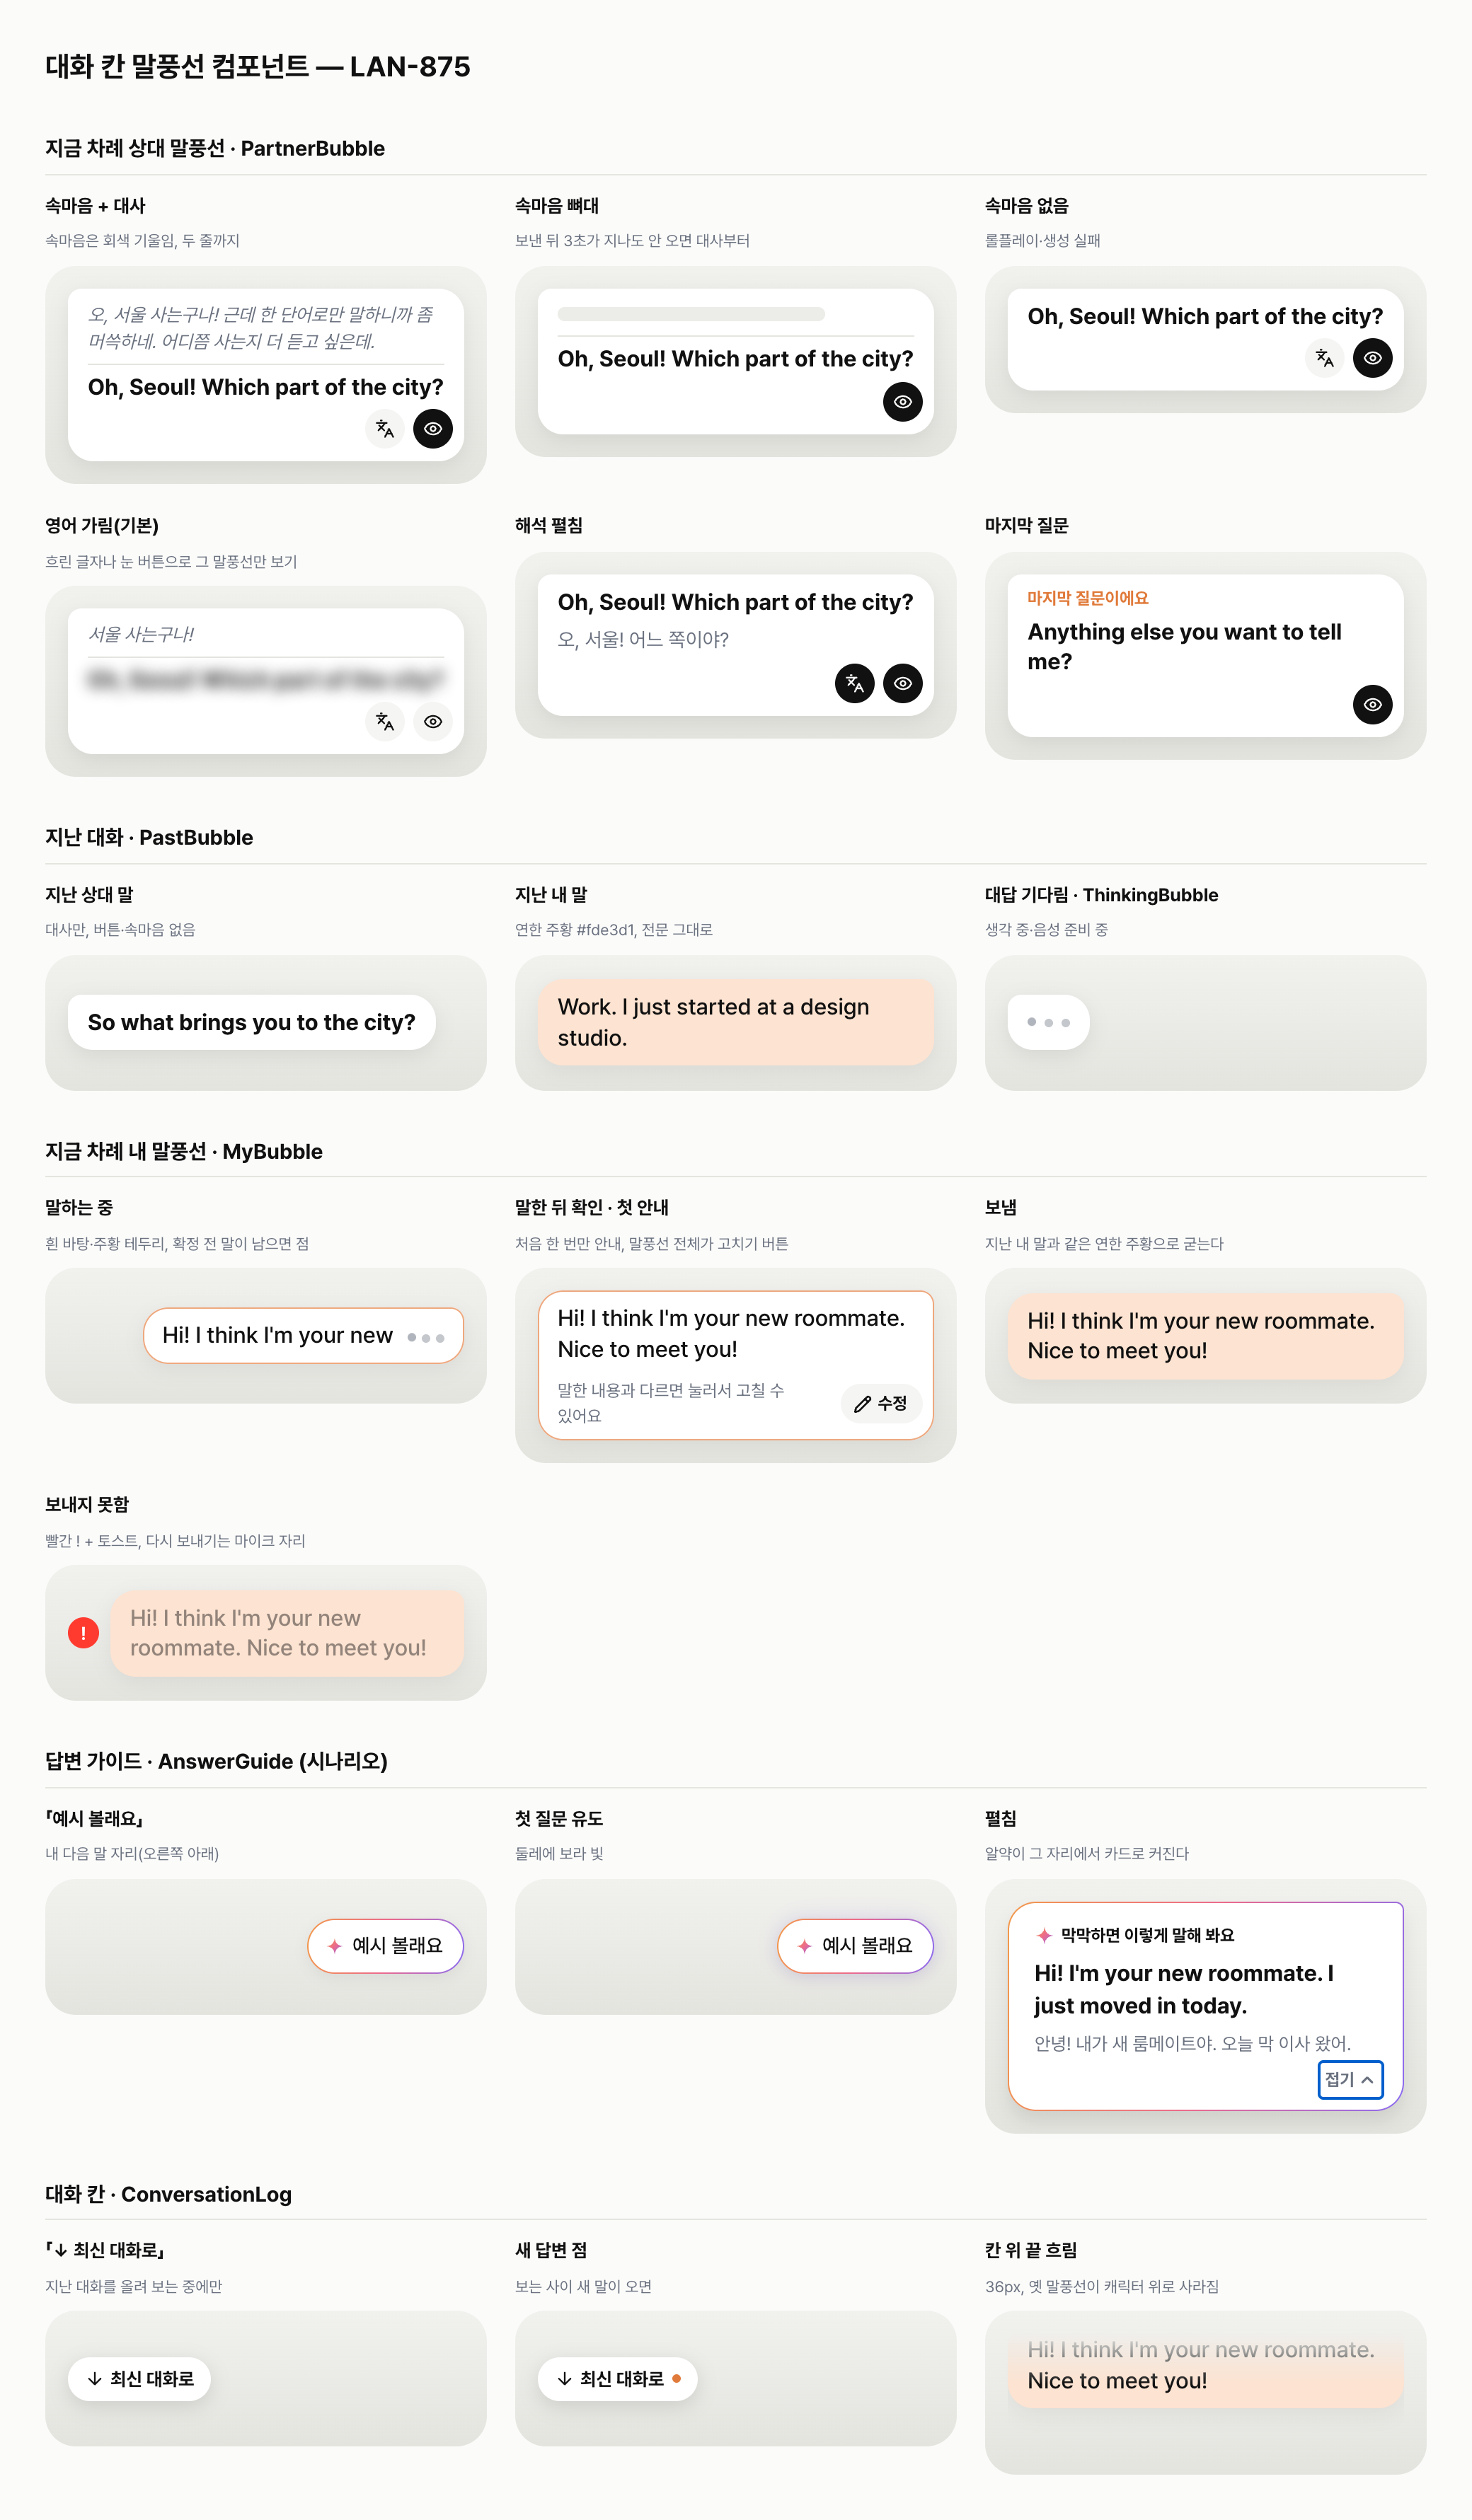 대화 칸 말풍선 컴포넌트 — LAN-875
지금 차례 상대 말풍선 · PartnerBubble
속마음 + 대사
속마음은 회색 기울임, 두 줄까지
오, 서울 사는구나! 근데 한 단어로만 말하니까 좀
머쓱하네. 어디쯤 사는지 더 듣고 싶은데.
Oh, Seoul! Which part of the city?
속마음 뼈대
보낸 뒤 3초가 지나도 안 오면 대사부터
Oh, Seoul! Which part of the city?
속마음 없음
롤플레이·생성 실패
Oh, Seoul! Which part of the city?
영어 가림(기본)
흐린 글자나 눈 버튼으로 그 말풍선만 보기
서울 사는구나!
Oh, Seoul! Which part of the city?
해석 펼침
Oh, Seoul! Which part of the city?
오, 서울! 어느 쪽이야?
마지막 질문
마지막 질문이에요
Anything else you want to tell
me?
지난 대화 · PastBubble
지난 상대 말
대사만, 버튼·속마음 없음
So what brings you to the city?
지난 내 말
연한 주황 #fde3d1, 전문 그대로
Work. I just started at a design
studio.
대답 기다림 · ThinkingBubble
생각 중·음성 준비 중
지금 차례 내 말풍선 · MyBubble
말하는 중
흰 바탕·주황 테두리, 확정 전 말이 남으면 점
Hi! I think I'm your new
말한 뒤 확인 · 첫 안내
처음 한 번만 안내, 말풍선 전체가 고치기 버튼
Hi! I think I'm your new roommate.
Nice to meet you!
말한 내용과 다르면 눌러서 고칠 수
있어요
수정
보냄
지난 내 말과 같은 연한 주황으로 굳는다
Hi! I think I'm your new roommate.
Nice to meet you!
보내지 못함
빨간 ! + 토스트, 다시 보내기는 마이크 자리
!
Hi! I think I'm your new
roommate. Nice to meet you!
답변 가이드 · AnswerGuide (시나리오)
「예시 볼래요」
내 다음 말 자리(오른쪽 아래)
예시 볼래요
첫 질문 유도
둘레에 보라 빛
예시 볼래요
펼침
알약이 그 자리에서 카드로 커진다
막막하면 이렇게 말해 봐요
Hi! I'm your new roommate. I
just moved in today.
안녕! 내가 새 룸메이트야. 오늘 막 이사 왔어.
접기
대화 칸 · ConversationLog
「↓ 최신 대화로」
지난 대화를 올려 보는 중에만
↓ 최신 대화로
새 답변 점
보는 사이 새 말이 오면
↓ 최신 대화로
칸 위 끝 흐림
36px, 옛 말풍선이 캐릭터 위로 사라짐
Hi! I think I'm your new roommate.
Nice to meet you!